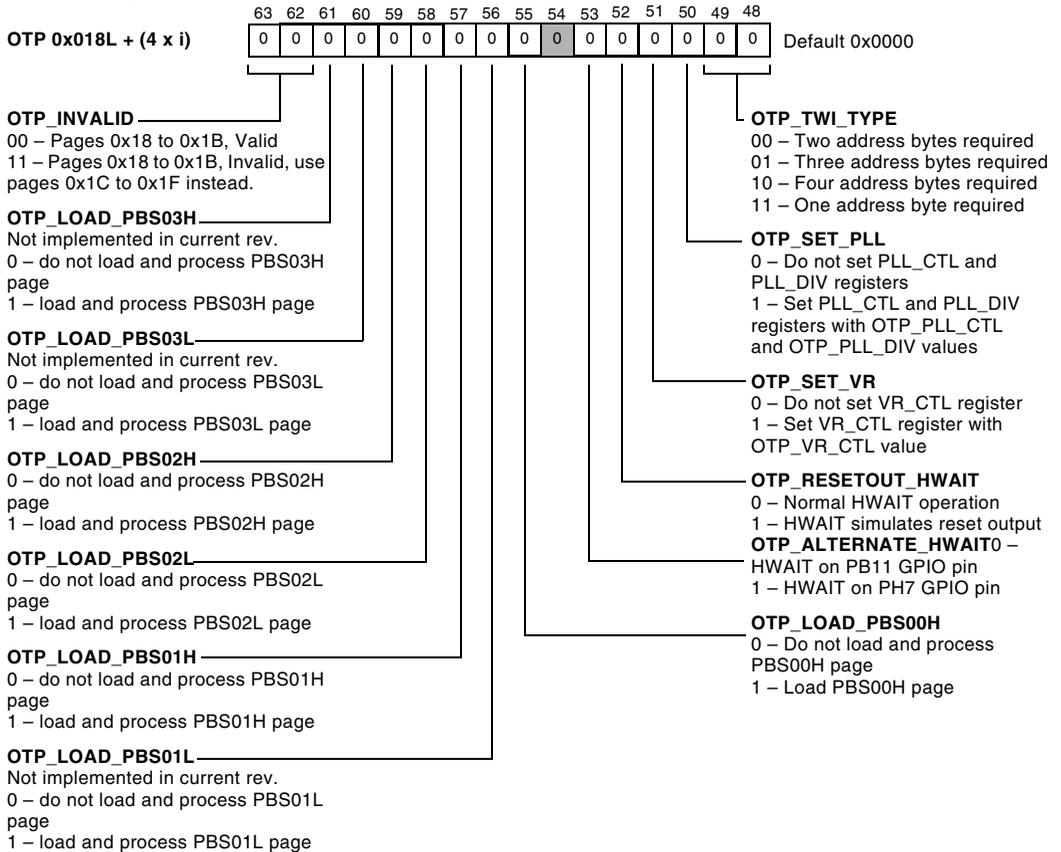 63 62 61 60 59 58 57 56 55 54 53 52 51 50 49 48
OTP 0x018L + (4 x i)
0 0 0 0 0 0 0 0 0 0 0 0 0 0 0 0
Default 0x0000
OTP_INVALID
00 – Pages 0x18 to 0x1B, Valid
11 – Pages 0x18 to 0x1B, Invalid, use
pages 0x1C to 0x1F instead.
OTP_LOAD_PBS03H
Not implemented in current rev.
0 – do not load and process PBS03H
page
1 – load and process PBS03H page
OTP_LOAD_PBS03L
Not implemented in current rev.
0 – do not load and process PBS03L
page
1 – load and process PBS03L page
OTP_LOAD_PBS02H
0 – do not load and process PBS02H
page
1 – load and process PBS02H page
OTP_LOAD_PBS02L
0 – do not load and process PBS02L
page
1 – load and process PBS02L page
OTP_LOAD_PBS01H
0 – do not load and process PBS01H
page
1 – load and process PBS01H page
OTP_LOAD_PBS01L
Not implemented in current rev.
0 – do not load and process PBS01L
page
1 – load and process PBS01L page
OTP_TWI_TYPE
00 – Two address bytes required
01 – Three address bytes required
10 – Four address bytes required
11 – One address byte required
OTP_SET_PLL
0 – Do not set PLL_CTL and
PLL_DIV registers
1 – Set PLL_CTL and PLL_DIV
registers with OTP_PLL_CTL
and OTP_PLL_DIV values
OTP_SET_VR
0 – Do not set VR_CTL register
1 – Set VR_CTL register with
OTP_VR_CTL value
OTP_RESETOUT_HWAIT
0 – Normal HWAIT operation
1 – HWAIT simulates reset output
OTP_ALTERNATE_HWAIT0 –
HWAIT on PB11 GPIO pin
1 – HWAIT on PH7 GPIO pin
OTP_LOAD_PBS00H
0 – Do not load and process
PBS00H page
1 – Load PBS00H page